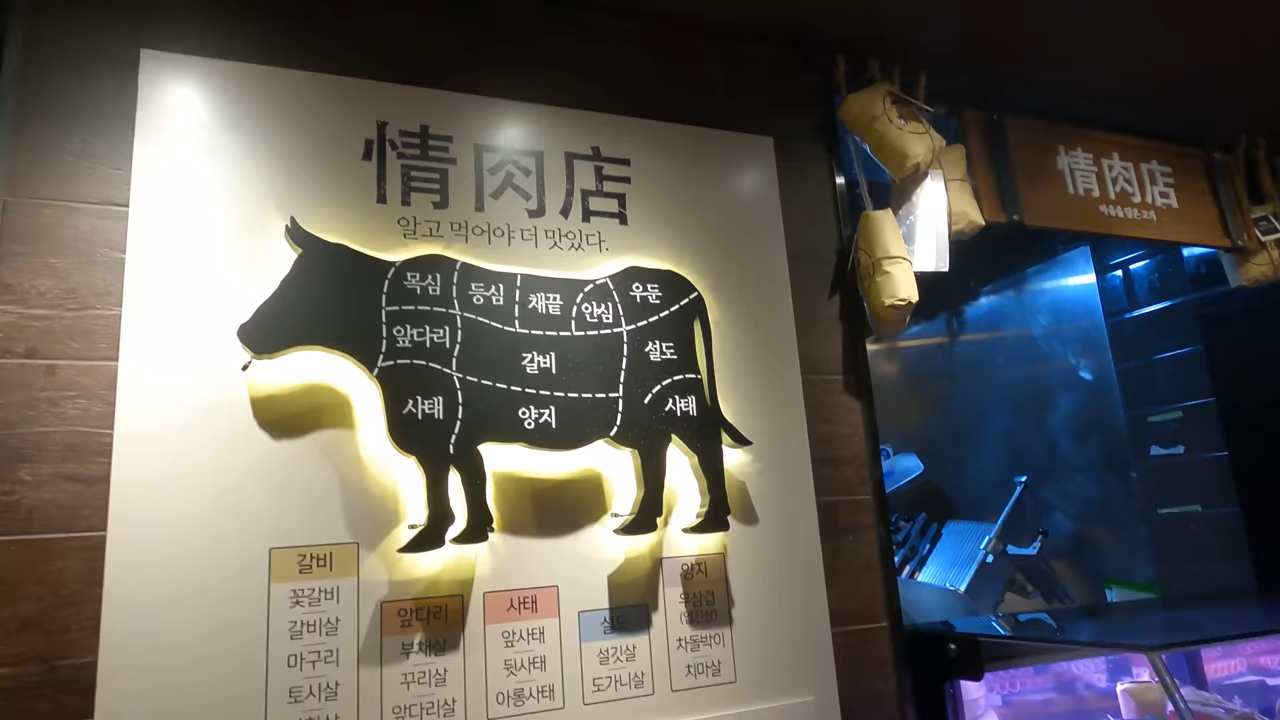 情肉店
알고 먹어야 더 맛있다.
목심
등심
채끝
안심
우둔
앞다리
갈비
설도
사태
양지
사태
갈비
꽃갈비
갈비살
마구리
토시살
앞다리
부채살
꾸리살
앞다리살
사태
앞사태
뒷사태
아롱사태
설도
설깃살
도가니살
양지
우삼겹
(업진살)
차돌박이
치마살
情肉店